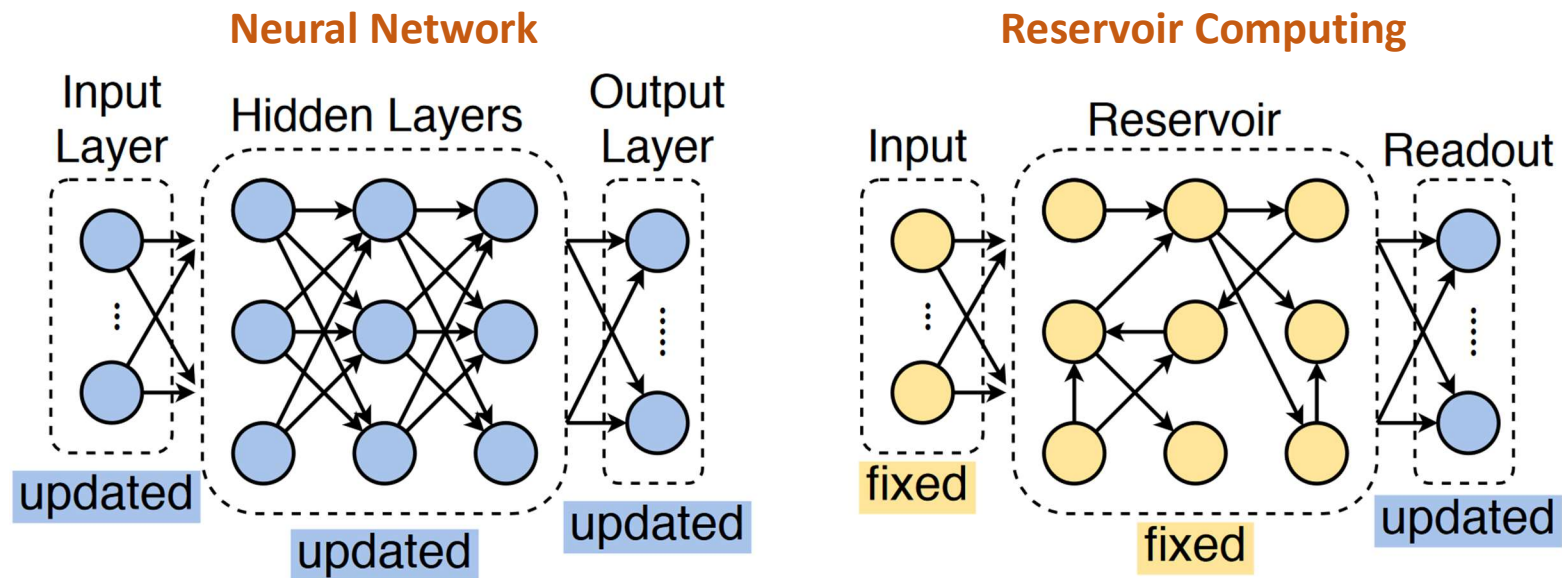 Neural Network
Input
Layer
Hidden Layers
Output
Layer
updated
updated
updated
Reservoir Computing
Input
Reservoir
Readout
fixed
fixed
updated